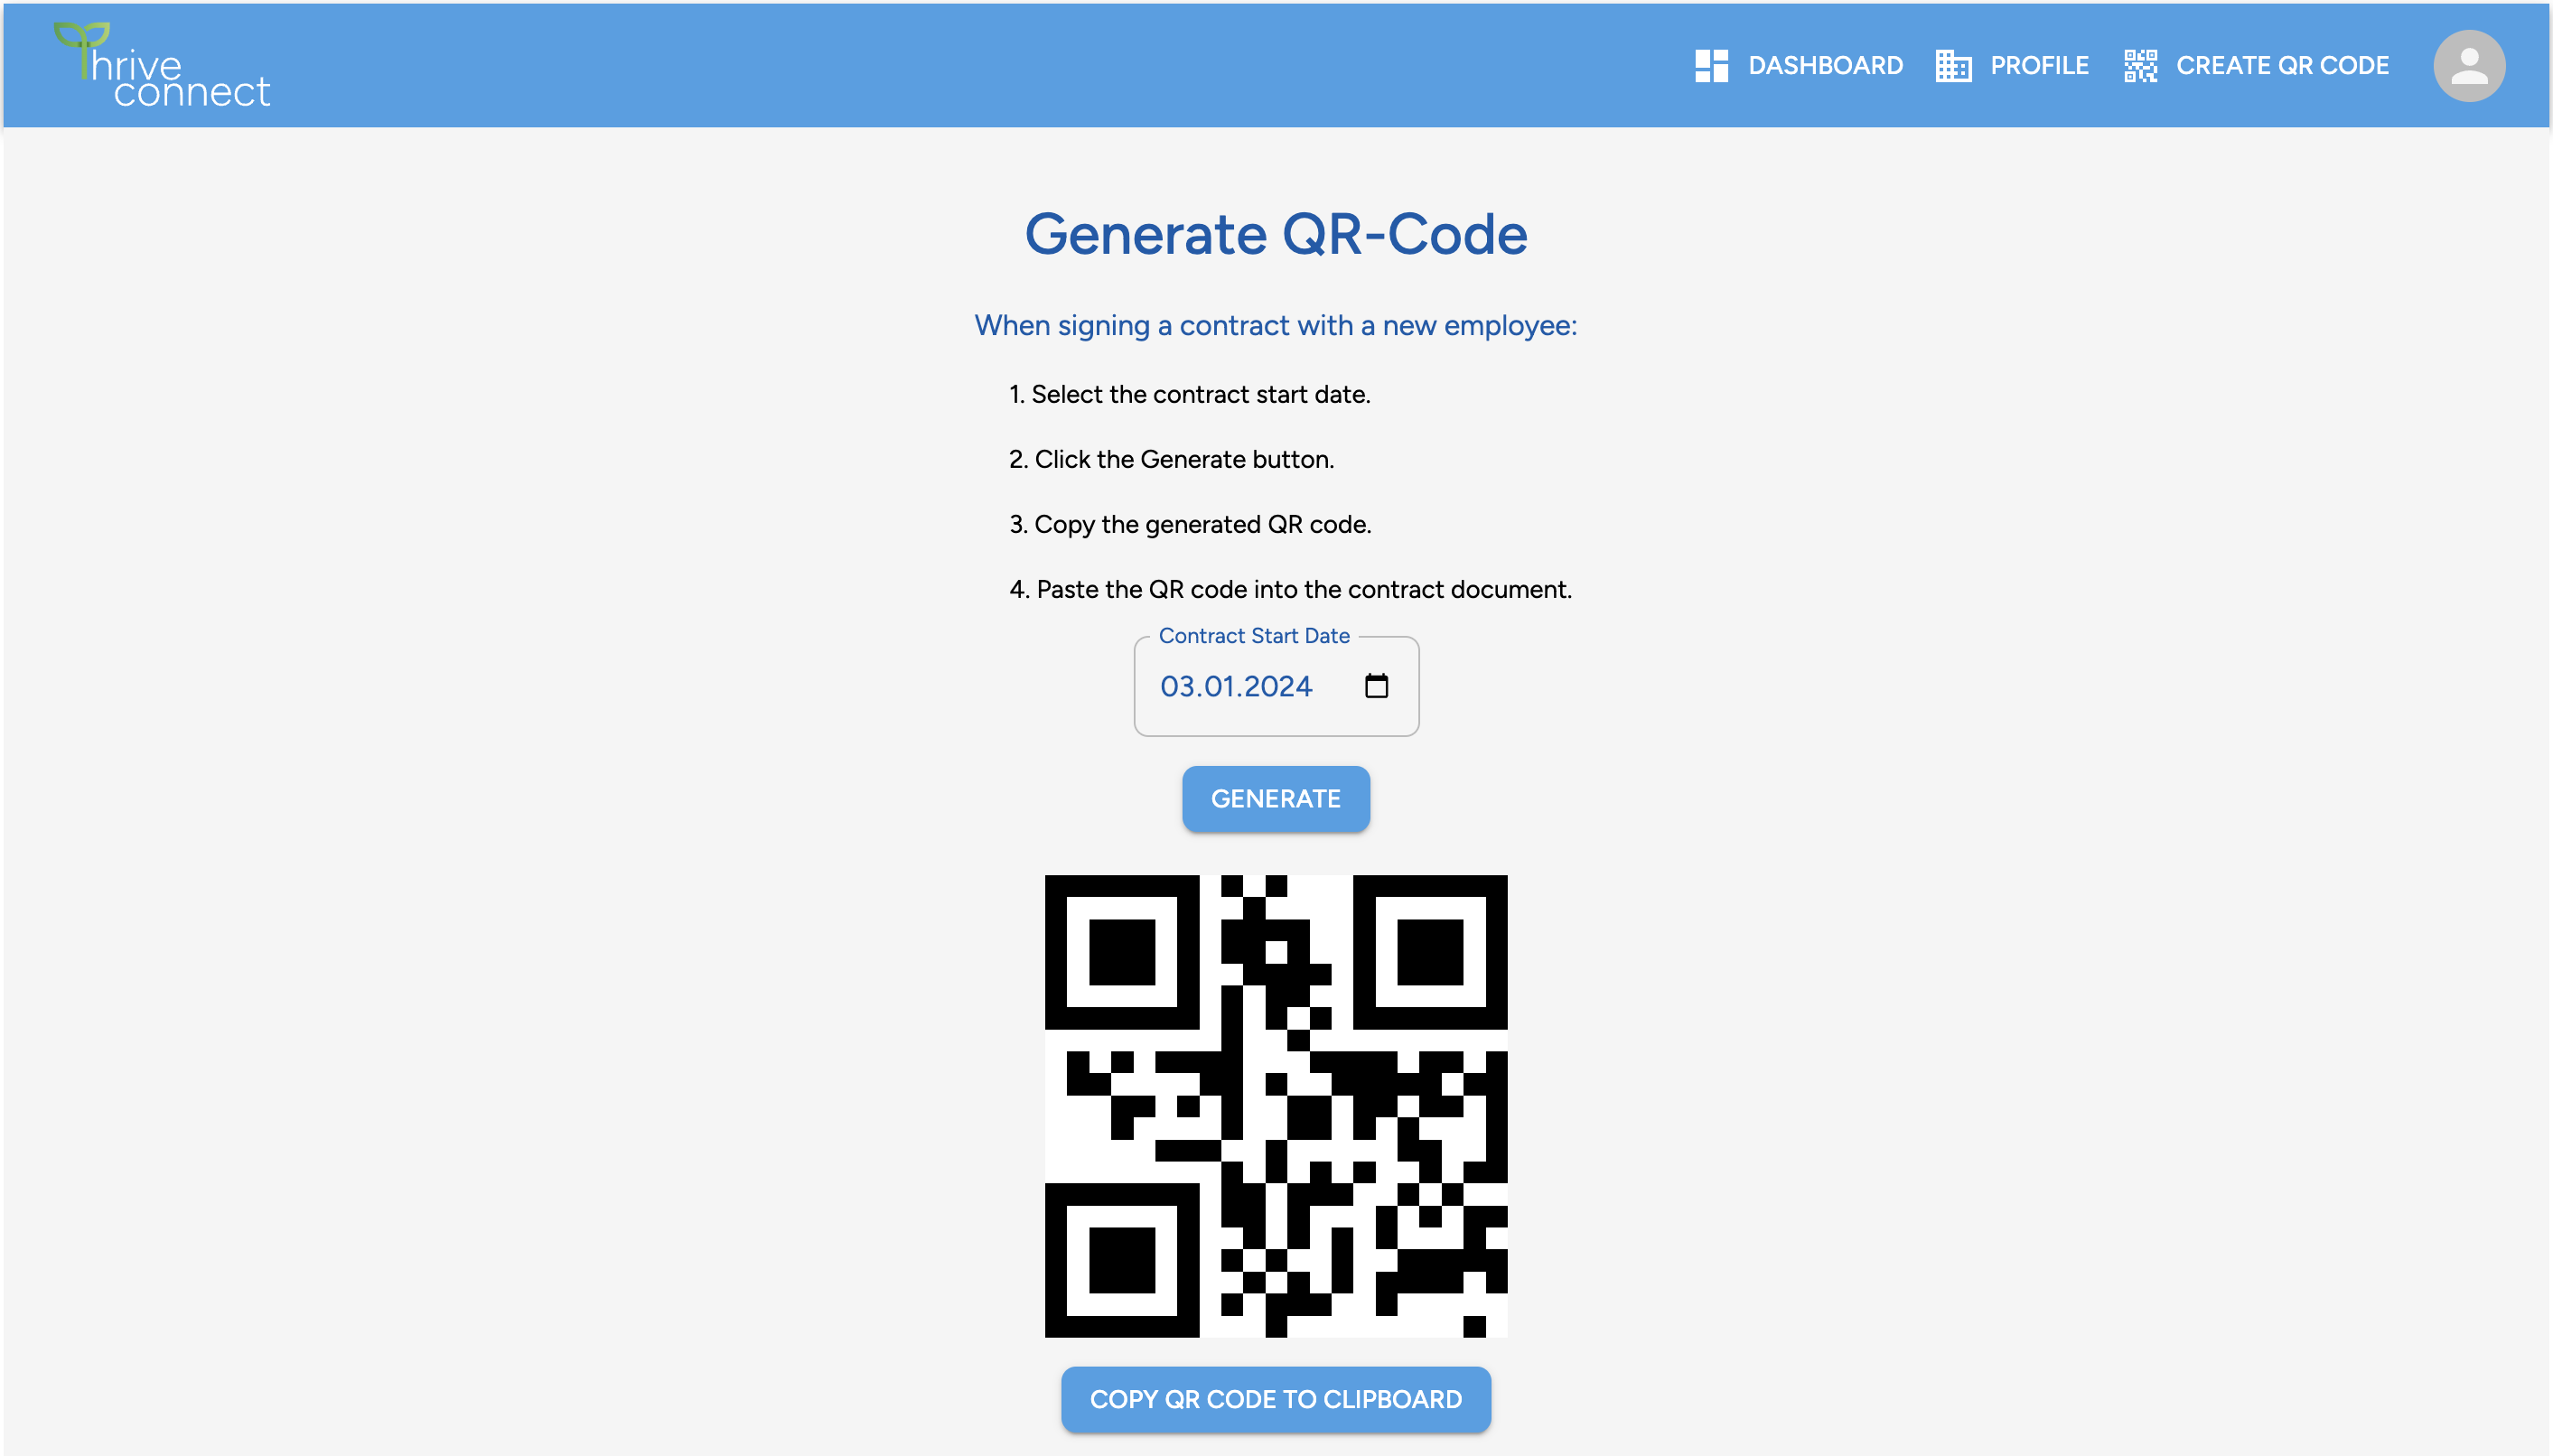 Thrive
connect
DASHBOARD PROFILE CREATE QR CODE
Generate QR-Code
When signing a contract with a new employee:
1. Select the contract start date.
2. Click the Generate button.
3. Copy the generated QR code.
4. Paste the QR code into the contract document.
Contract Start Date
03.01.2024
GENERATE
COPY QR CODE TO CLIPBOARD